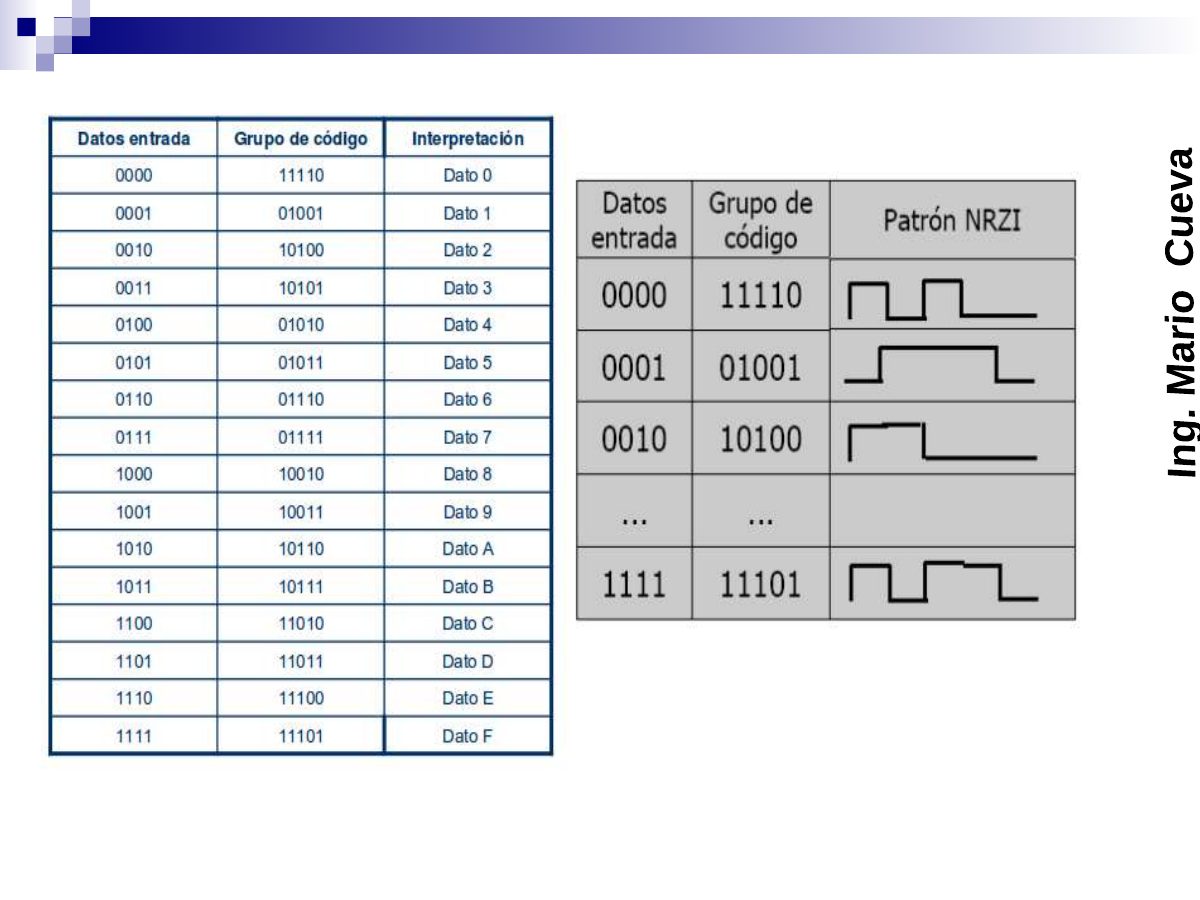 Datos entrada Grupo de código Interpretación
0000 11110 Dato 0
0001 01001 Dato 1
0010 10100 Dato 2
0011 10101 Dato 3
0100 01010 Dato 4
0101 01011 Dato 5
0110 01110 Dato 6
0111 01111 Dato 7
1000 10010 Dato 8
1001 10011 Dato 9
1010 10110 Dato A
1011 10111 Dato B
1100 11010 Dato C
1101 11011 Dato D
1110 11100 Dato E
1111 11101 Dato F
Datos entrada Grupo de código Patrón NRZI
0000 11110
0001 01001
0010 10100
... ...
1111 11101
Ing. Mario Cueva